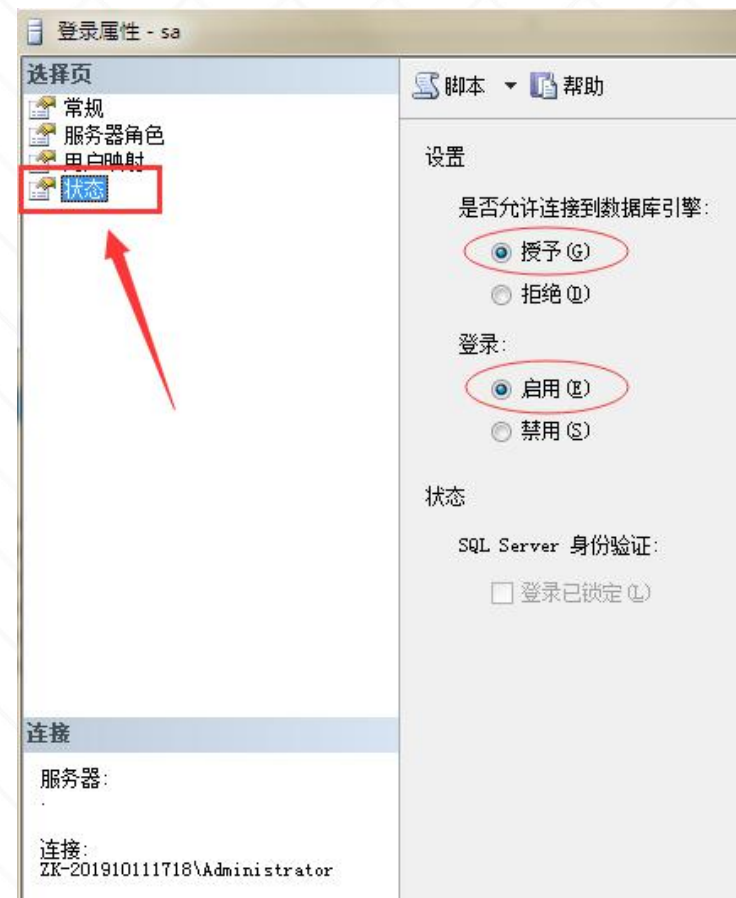 登录属性 - sa
选择页
常规
服务器角色
用户映射
状态
脚本 帮助
设置
是否允许连接到数据库引擎:
授予(G)
拒绝(D)
登录:
启用(E)
禁用(S)
状态
SQL Server 身份验证:
登录已锁定(L)
连接
服务器:
.
连接:
ZK-201910111718\Administrator